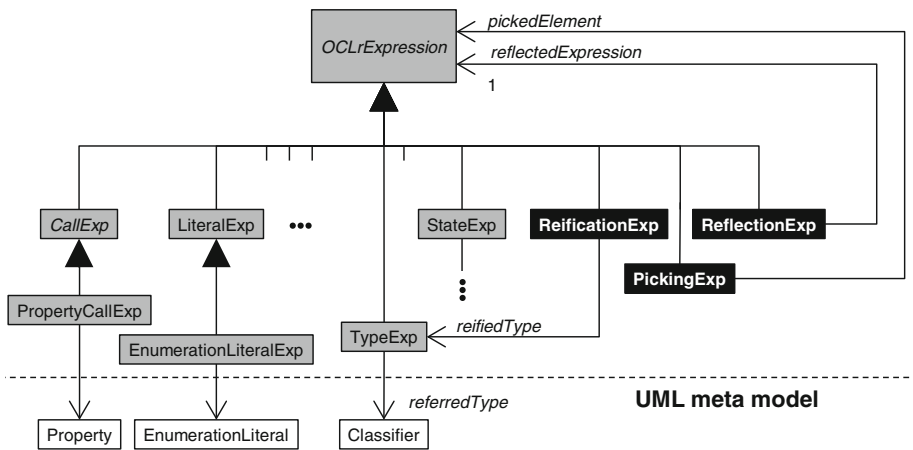 pickedElement
OCLrExpression
reflectedExpression
1
CallExp
LiteralExp
•••
StateExp
ReificationExp
ReflectionExp
PickingExp
PropertyCallExp
reifiedType
TypeExp
EnumerationLiteralExp
UML meta model
referredType
Property
EnumerationLiteral
Classifier